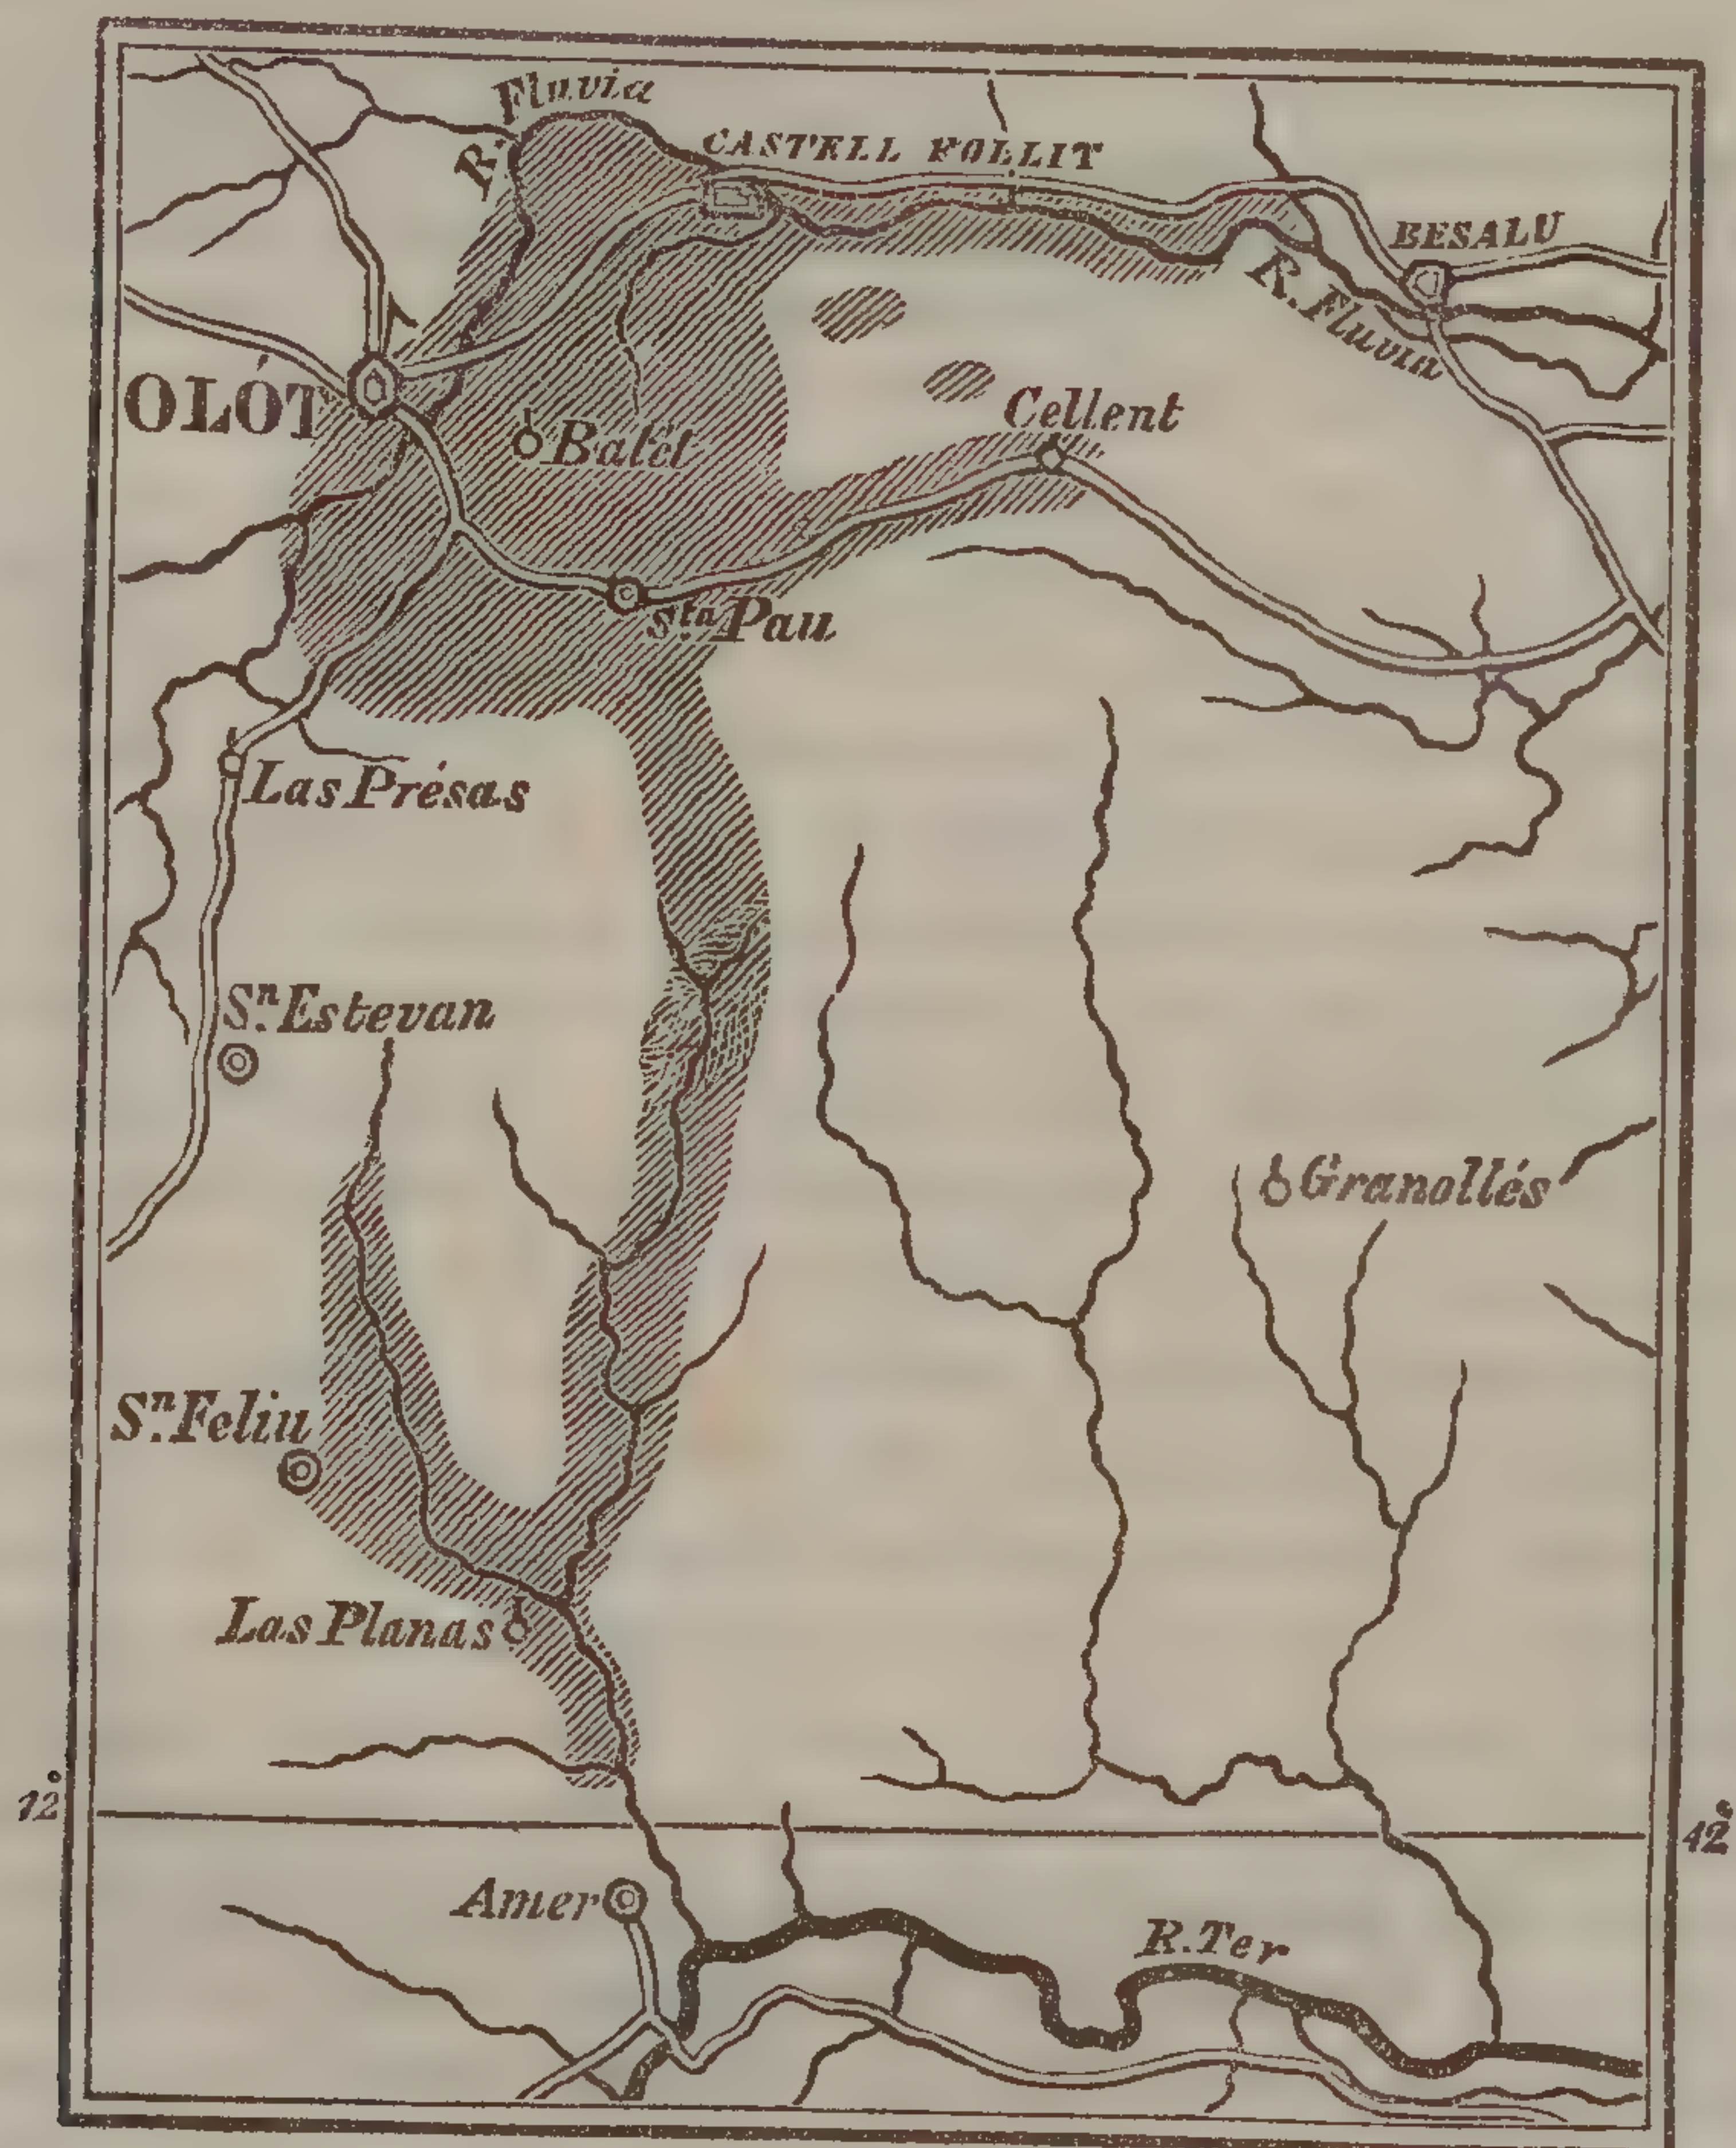 R. Fluvia
CASTELL FOLLIT
BESALU
R. Fluvia
OLÓT
Cellent
Batét
Sta Pau
Las Présas
Sn. Estevan
Granollés
Sn. Feliu
Las Planas
42°
42°
Amer
R. Ter